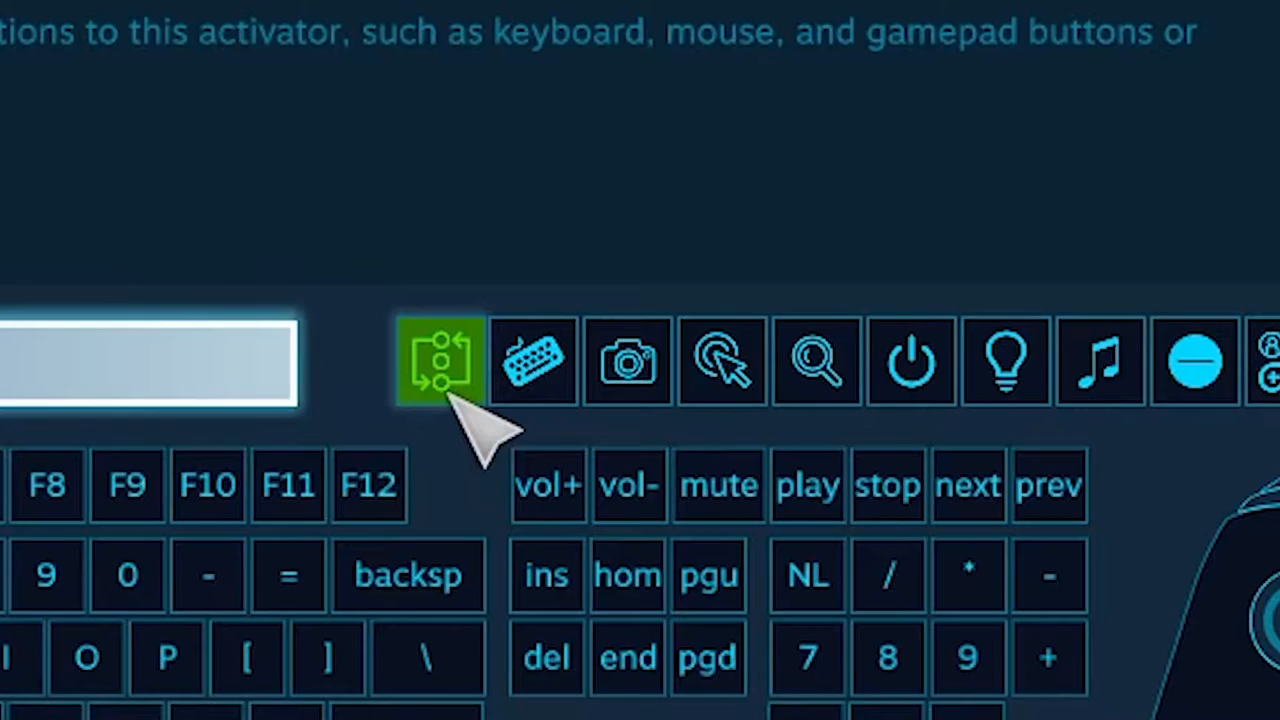 tions to this activator, such as keyboard, mouse, and gamepad buttons or
F8 F9 F10 F11 F12 vol+ vol- mute play stop next prev
9 0 - = backsp ins hom pgu NL / * -
I O P [ ] \ del end pgd 7 8 9 +